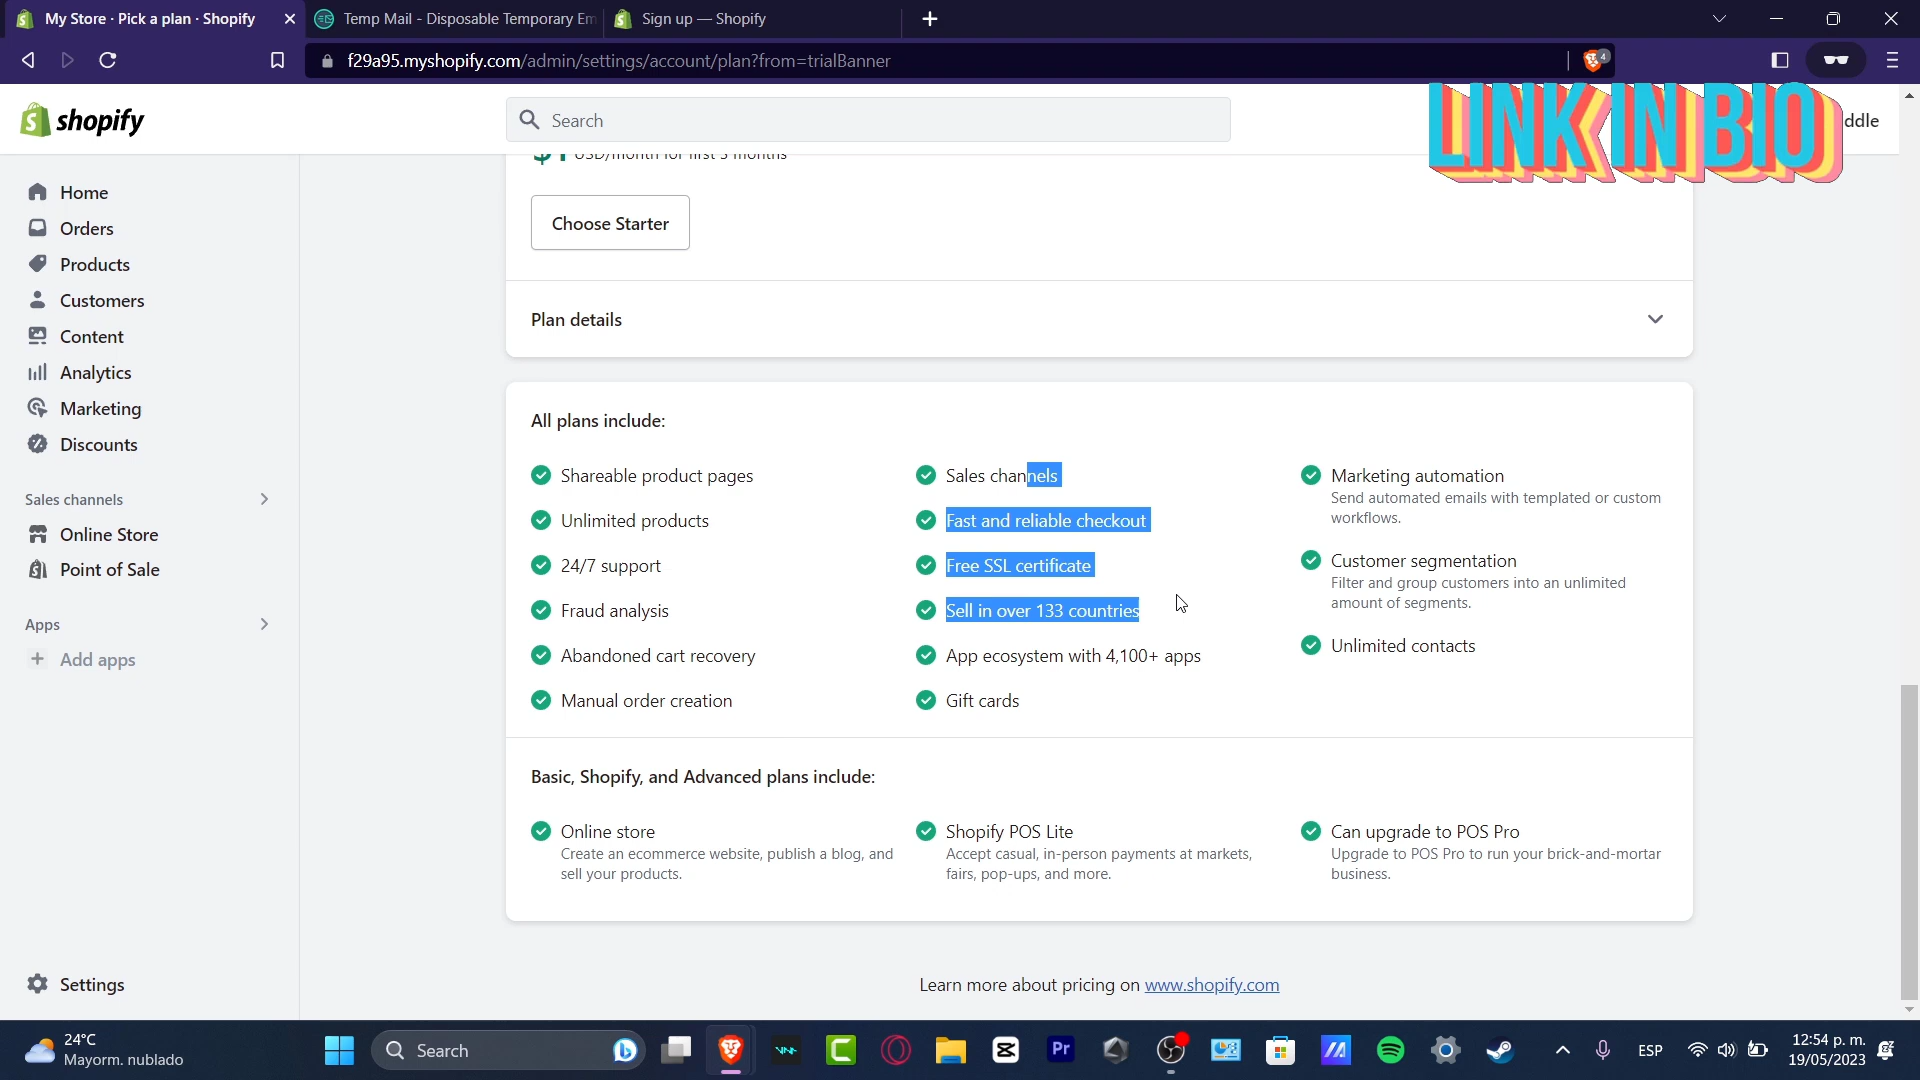 My Store · Pick a plan · Shopify
Temp Mail - Disposable Temporary Em
Sign up — Shopify
f29a95.myshopify.com/admin/settings/account/plan?from=trialBanner
4
shopify
Search
LINK IN BIO
ddle
$1 USD/month for first 3 months
Home
Orders
Products
Customers
Content
Analytics
Marketing
Discounts
Sales channels
Online Store
Point of Sale
Apps
Add apps
Settings
Choose Starter
Plan details
All plans include:
Shareable product pages
Unlimited products
24/7 support
Fraud analysis
Abandoned cart recovery
Manual order creation
Sales channels
Fast and reliable checkout
Free SSL certificate
Sell in over 133 countries
App ecosystem with 4,100+ apps
Gift cards
Marketing automation
Send automated emails with templated or custom
workflows.
Customer segmentation
Filter and group customers into an unlimited
amount of segments.
Unlimited contacts
Basic, Shopify, and Advanced plans include:
Online store
Create an ecommerce website, publish a blog, and
sell your products.
Shopify POS Lite
Accept casual, in-person payments at markets,
fairs, pop-ups, and more.
Can upgrade to POS Pro
Upgrade to POS Pro to run your brick-and-mortar
business.
Learn more about pricing on www.shopify.com
24°C
Mayorm. nublado
Search
Pr
ESP
12:54 p. m.
19/05/2023